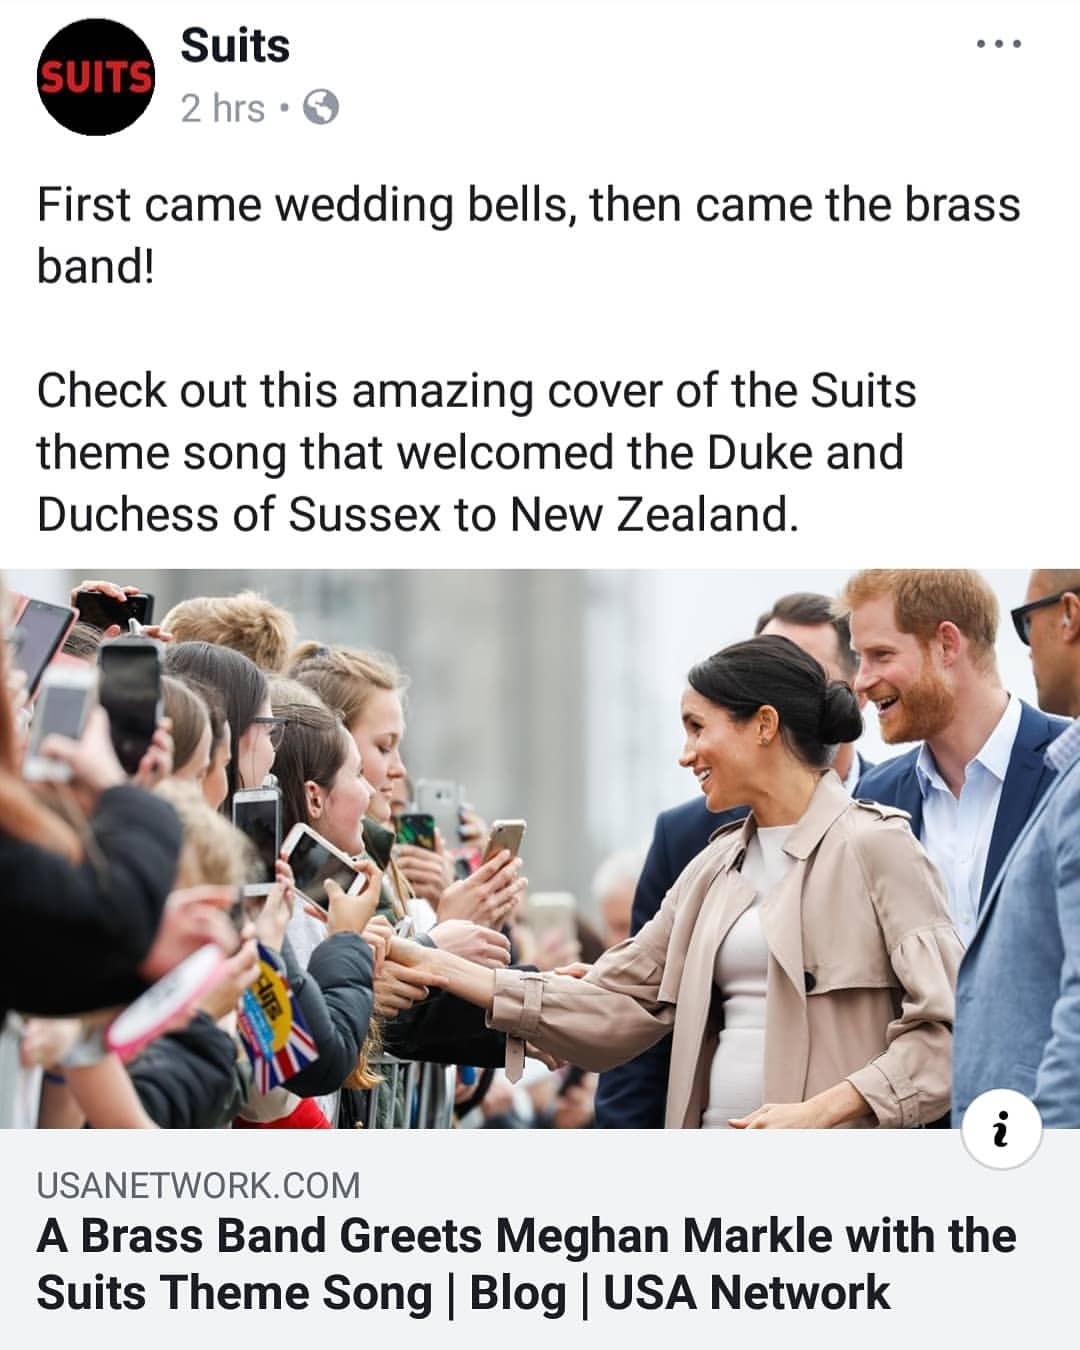 SUITS
Suits
2 hrs •
First came wedding bells, then came the brass
band!
Check out this amazing cover of the Suits
theme song that welcomed the Duke and
Duchess of Sussex to New Zealand.
i
USANETWORK.COM
A Brass Band Greets Meghan Markle with the
Suits Theme Song | Blog | USA Network